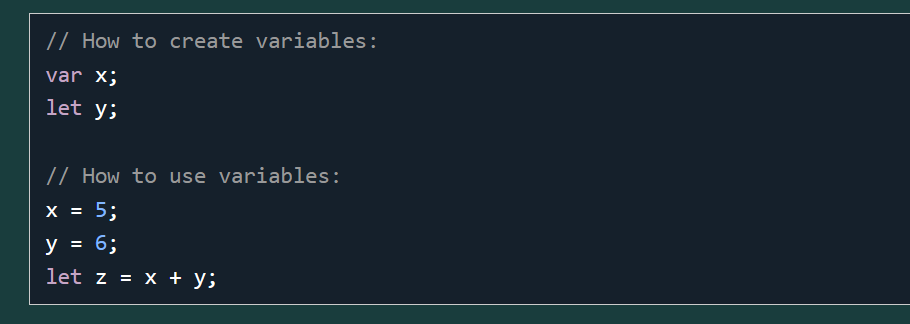 // How to create variables:
var x;
let y;

// How to use variables:
x = 5;
y = 6;
let z = x + y;